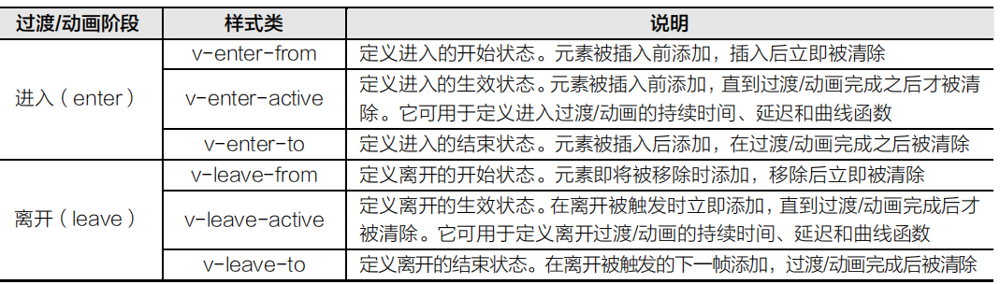 过渡/动画阶段 样式类 说明
进入（enter）
v-enter-from 定义进入的开始状态。元素被插入前添加，插入后立即被清除
v-enter-active 定义进入的生效状态。元素被插入前添加，直到过渡/动画完成之后才被清
除。它可用于定义进入过渡/动画的持续时间、延迟和曲线函数
v-enter-to 定义进入的结束状态。元素被插入后添加，在过渡/动画完成之后被清除
离开（leave）
v-leave-from 定义离开的开始状态。元素即将被移除时添加，移除后立即被清除
v-leave-active 定义离开的生效状态。在离开被触发时立即添加，直到过渡/动画完成后才
被清除。它可用于定义离开过渡/动画的持续时间、延迟和曲线函数
v-leave-to 定义离开的结束状态。在离开被触发的下一帧添加，过渡/动画完成后被清除